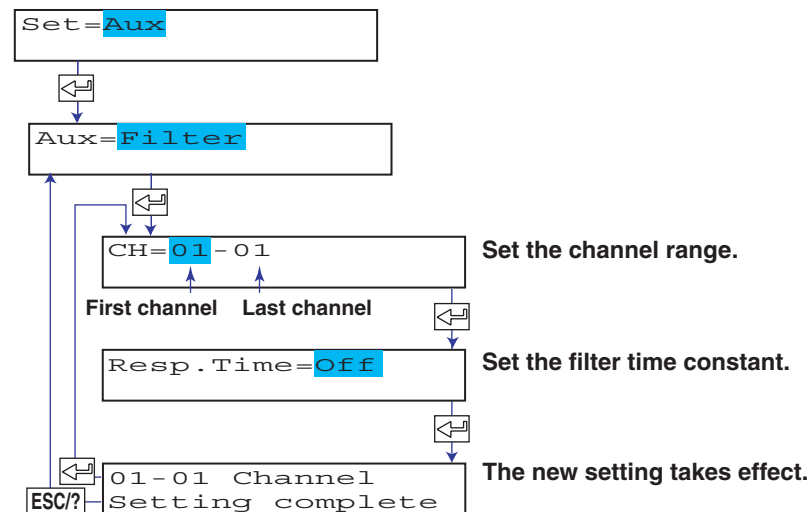 Set=Aux
Aux=Filter
CH=01-01
Set the channel range.
First channel Last channel
Resp.Time=Off
Set the filter time constant.
01-01 Channel
The new setting takes effect.
ESC/?
Setting complete